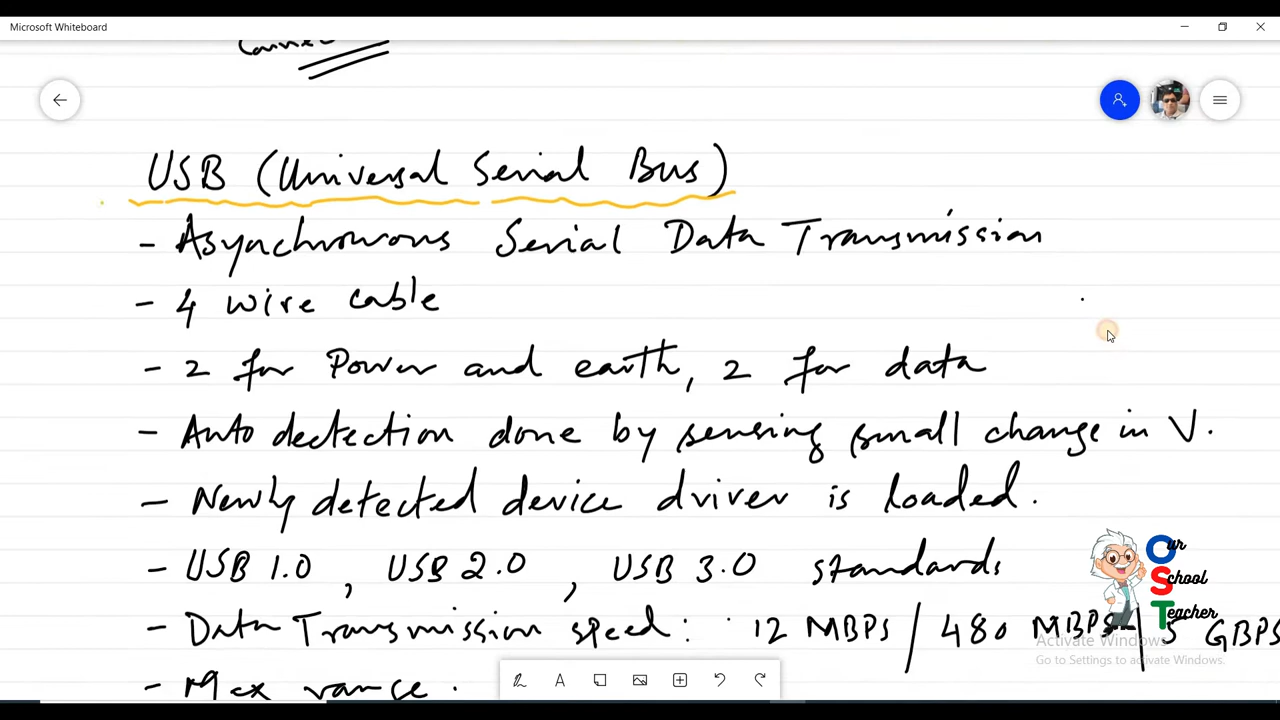 Microsoft Whiteboard
USB (Universal Serial Bus)
- Asynchronous Serial Data Transmission
- 4 wire cable
- 2 for Power and earth, 2 for data
- Auto dectection done by sensing small change in V.
- Newly detected device driver is loaded.
- USB 1.0, USB 2.0, USB 3.0 standards
- Data Transmission speed: 12 MBPS / 480 MBPS / 5 GBPS
- Max range.
Our
School
Teacher
Activate Windows
Go to Settings to activate Windows.